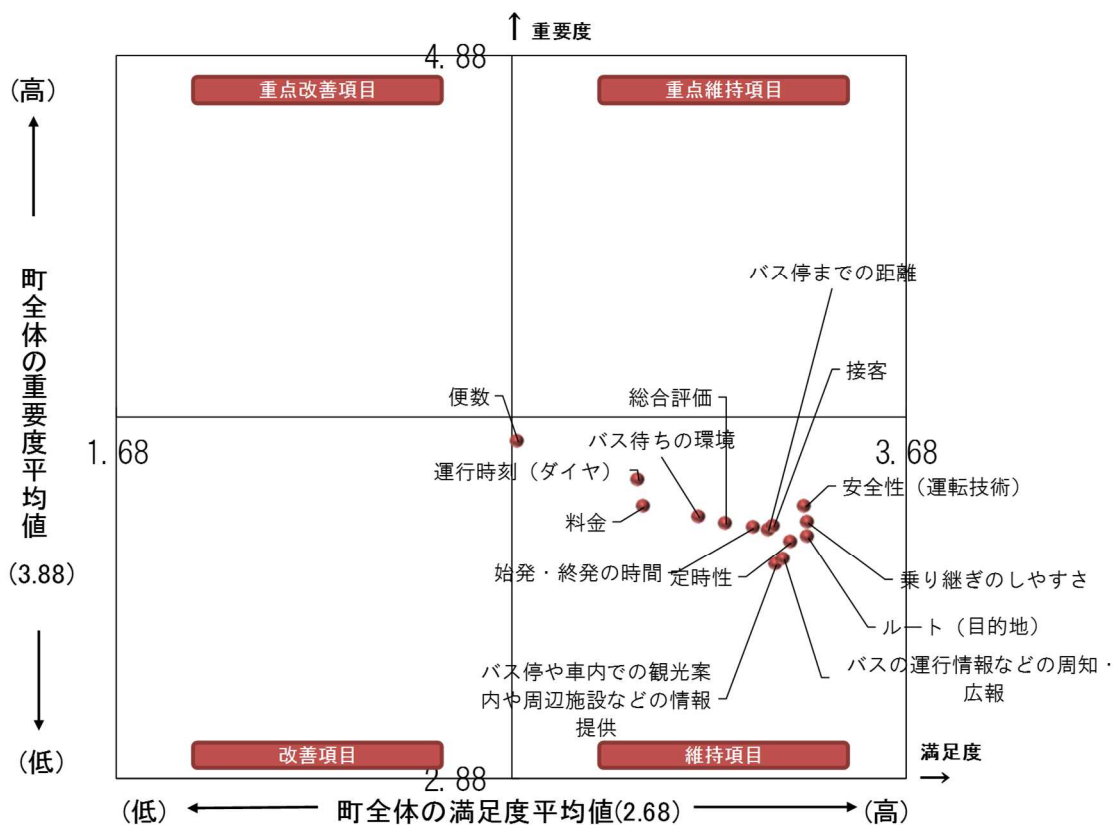 重要度
4.88
(高)
重点改善項目
重点維持項目
バス停までの距離
接客
便数
総合評価
バス待ちの環境
1.68
3.68
運行時刻（ダイヤ）
安全性（運転技術）
料金
町全体の重要度平均値
(3.88)
始発・終発の時間
定時性
乗り継ぎのしやすさ
ルート（目的地）
バス停や車内での観光案
内や周辺施設などの情報
提供
バスの運行情報などの周知・
広報
(低)
改善項目
維持項目
満足度
2.88
(低)
町全体の満足度平均値(2.68)
(高)